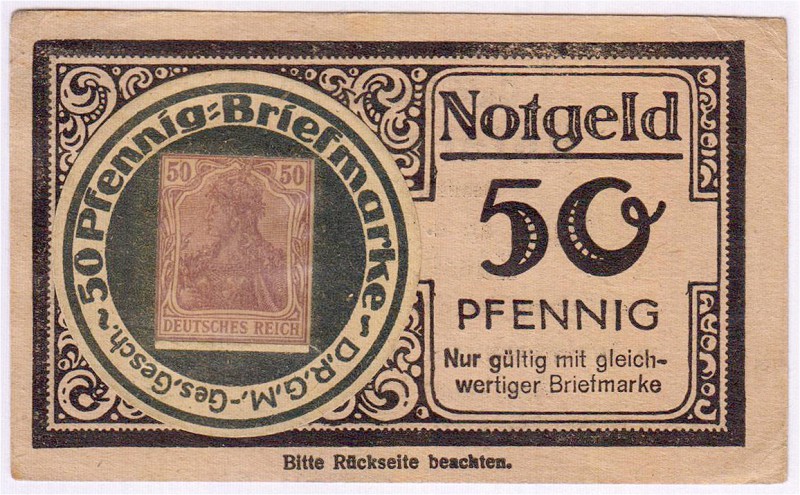 50 Pfennig=Briefmarke ~ D.R.G.M.-Ges.Gesch. ~
50 50
DEUTSCHES REICH
Notgeld
50
PFENNIG
Nur gültig mit gleich-
wertiger Briefmarke
Bitte Rückseite beachten.